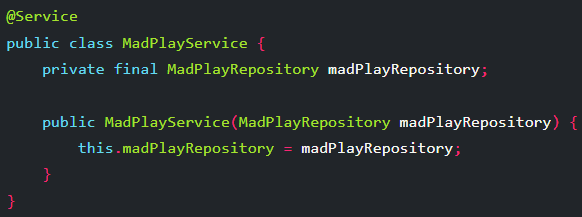 @Service
public class MadPlayService {
    private final MadPlayRepository madPlayRepository;

    public MadPlayService(MadPlayRepository madPlayRepository) {
        this.madPlayRepository = madPlayRepository;
    }
}